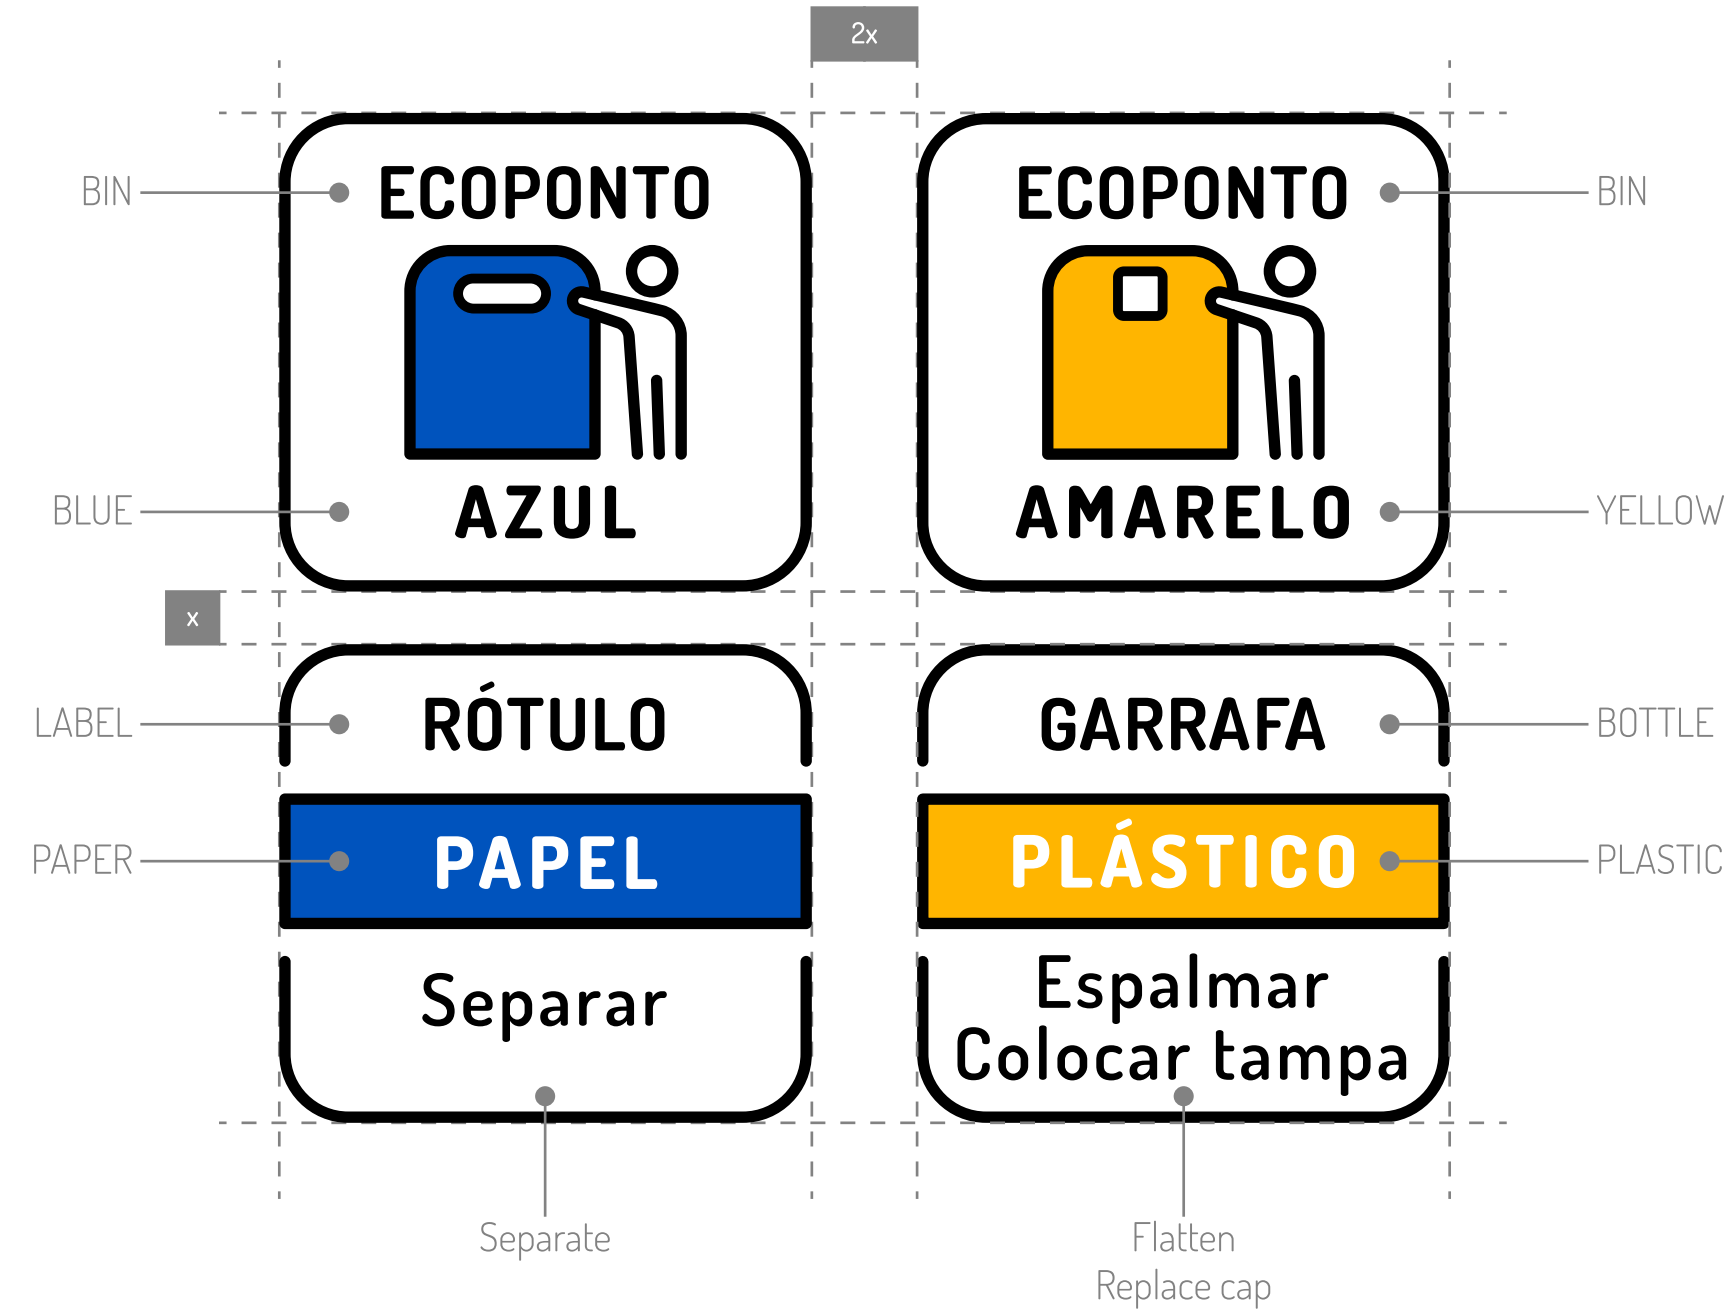 2x
BIN
ECOPONTO
ECOPONTO
BIN
BLUE
AZUL
AMARELO
YELLOW
x
LABEL
RÓTULO
GARRAFA
BOTTLE
PAPER
PAPEL
PLÁSTICO
PLASTIC
Separar
Espalmar
Colocar tampa
Separate
Flatten
Replace cap